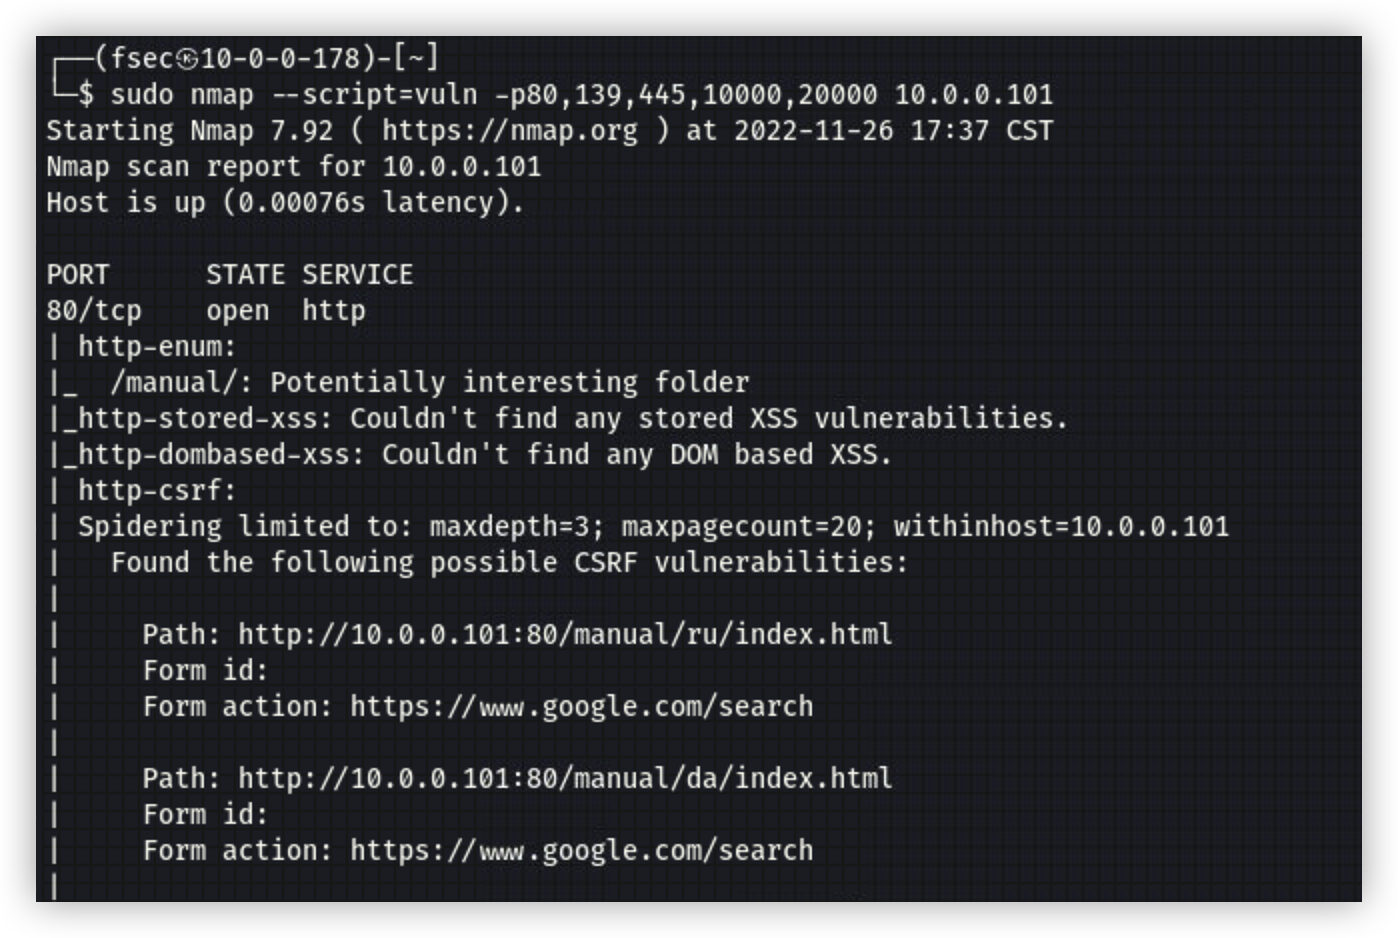 ┌──(fsec㉿10-0-0-178)-[~]
└─$ sudo nmap --script=vuln -p80,139,445,10000,20000 10.0.0.101
Starting Nmap 7.92 ( https://nmap.org ) at 2022-11-26 17:37 CST
Nmap scan report for 10.0.0.101
Host is up (0.00076s latency).

PORT      STATE SERVICE
80/tcp    open  http
| http-enum:
|_  /manual/: Potentially interesting folder
|_http-stored-xss: Couldn't find any stored XSS vulnerabilities.
|_http-dombased-xss: Couldn't find any DOM based XSS.
| http-csrf:
| Spidering limited to: maxdepth=3; maxpagecount=20; withinhost=10.0.0.101
|   Found the following possible CSRF vulnerabilities:
|
|     Path: http://10.0.0.101:80/manual/ru/index.html
|     Form id:
|     Form action: https://www.google.com/search
|
|     Path: http://10.0.0.101:80/manual/da/index.html
|     Form id:
|     Form action: https://www.google.com/search
|